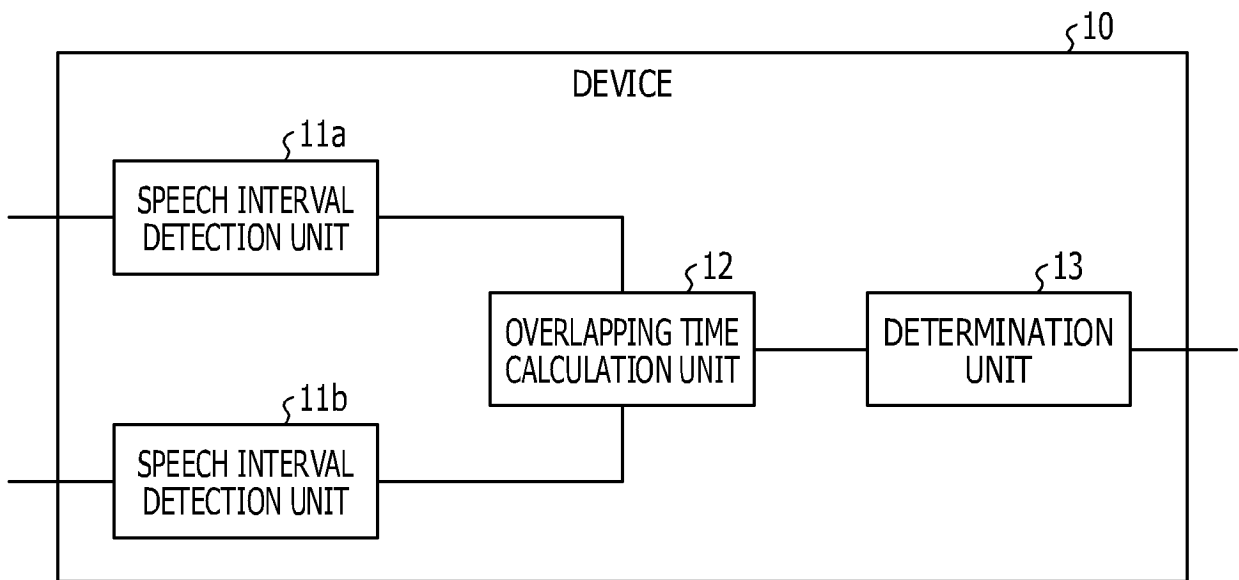 10
DEVICE
11a
SPEECH INTERVAL
DETECTION UNIT
12
OVERLAPPING TIME
CALCULATION UNIT
13
DETERMINATION
UNIT
11b
SPEECH INTERVAL
DETECTION UNIT